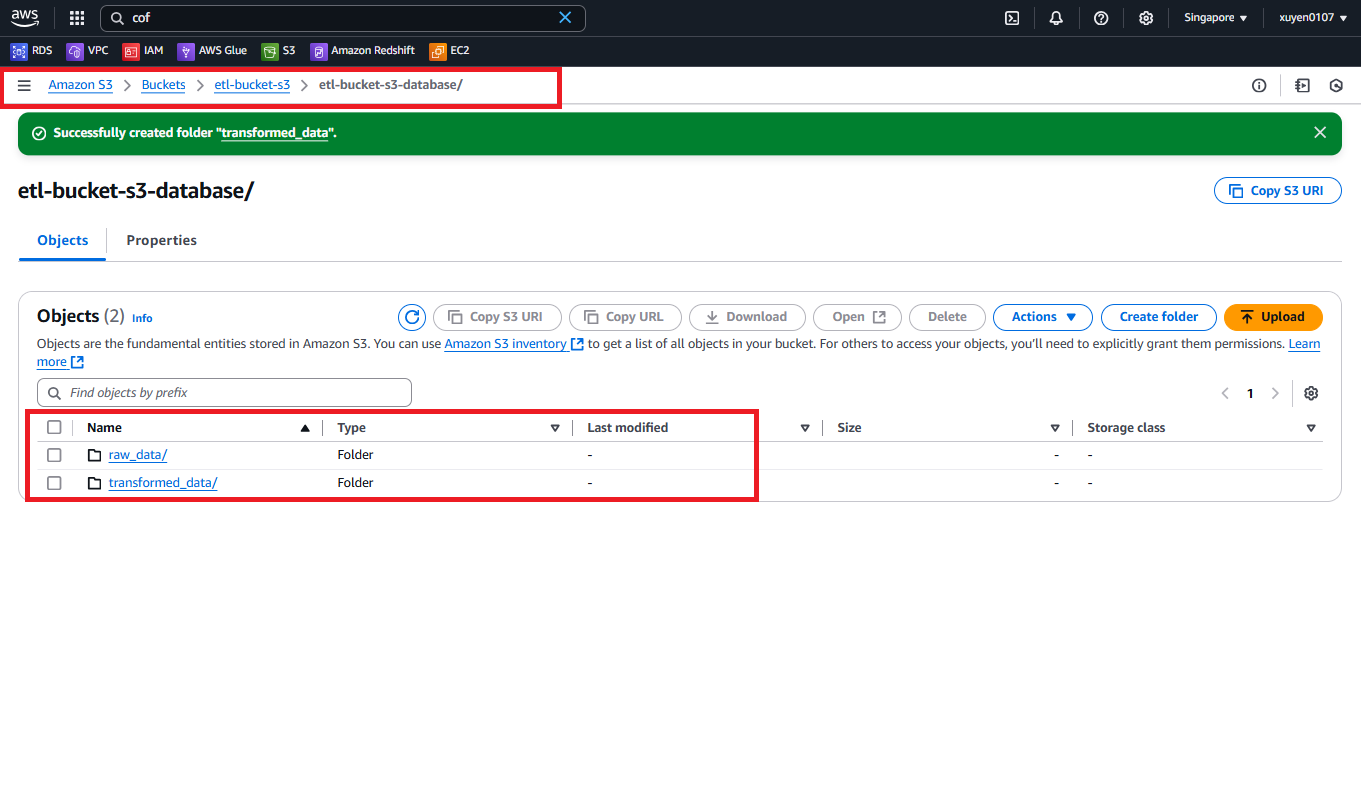 aws cof Singapore xuyen0107
RDS VPC IAM AWS Glue S3 Amazon Redshift EC2
Amazon S3 Buckets etl-bucket-s3 etl-bucket-s3-database/
Successfully created folder "transformed_data".
etl-bucket-s3-database/ Copy S3 URI
Objects Properties
Objects (2) Info Copy S3 URI Copy URL Download Open Delete Actions Create folder Upload
Objects are the fundamental entities stored in Amazon S3. You can use Amazon S3 inventory to get a list of all objects in your bucket. For others to access your objects, you'll need to explicitly grant them permissions. Learn
more
Find objects by prefix 1
Name Type Last modified Size Storage class
raw_data/ Folder - - -
transformed_data/ Folder - - -